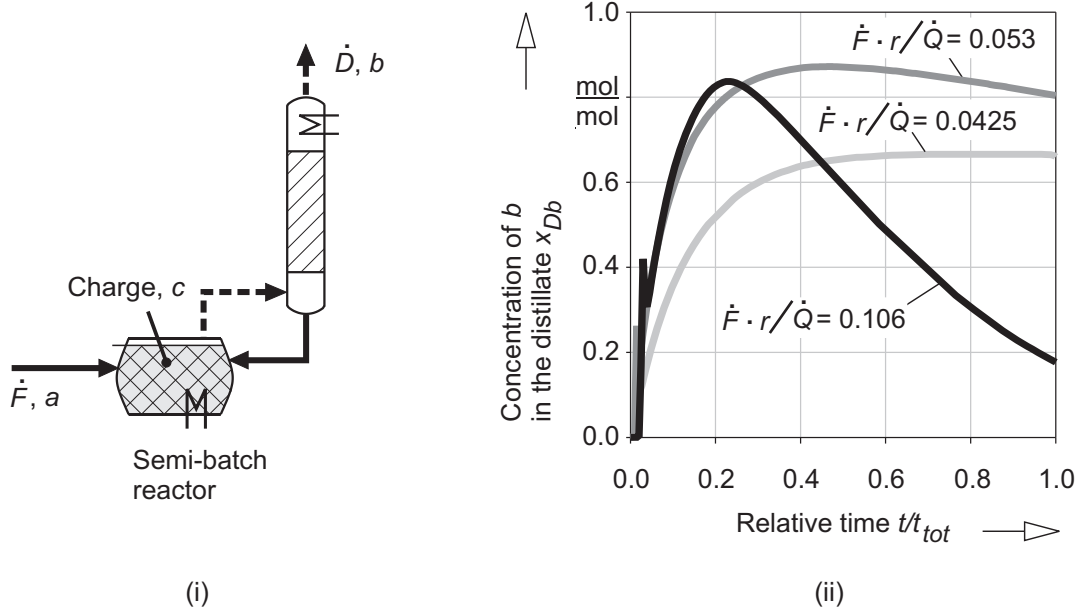 Ḋ, b
Charge, c
Ḟ, a
Semi-batch
reactor
(i)
Concentration of b
in the distillate x_Db
1.0
mol
mol
0.6
0.4
0.2
0.0
Ḟ · r/Q̇ = 0.053
Ḟ · r/Q̇ = 0.0425
Ḟ · r/Q̇ = 0.106
0.0 0.2 0.4 0.6 0.8 1.0
Relative time t/t_tot
(ii)